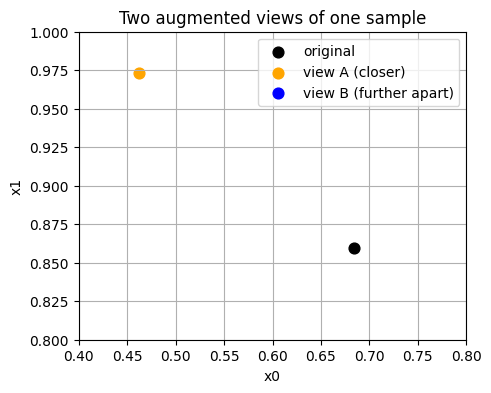 Two augmented views of one sample
original
view A (closer)
view B (further apart)
1.000
0.975
0.950
0.925
0.900
0.875
0.850
0.825
0.800
x1
0.40 0.45 0.50 0.55 0.60 0.65 0.70 0.75 0.80
x0